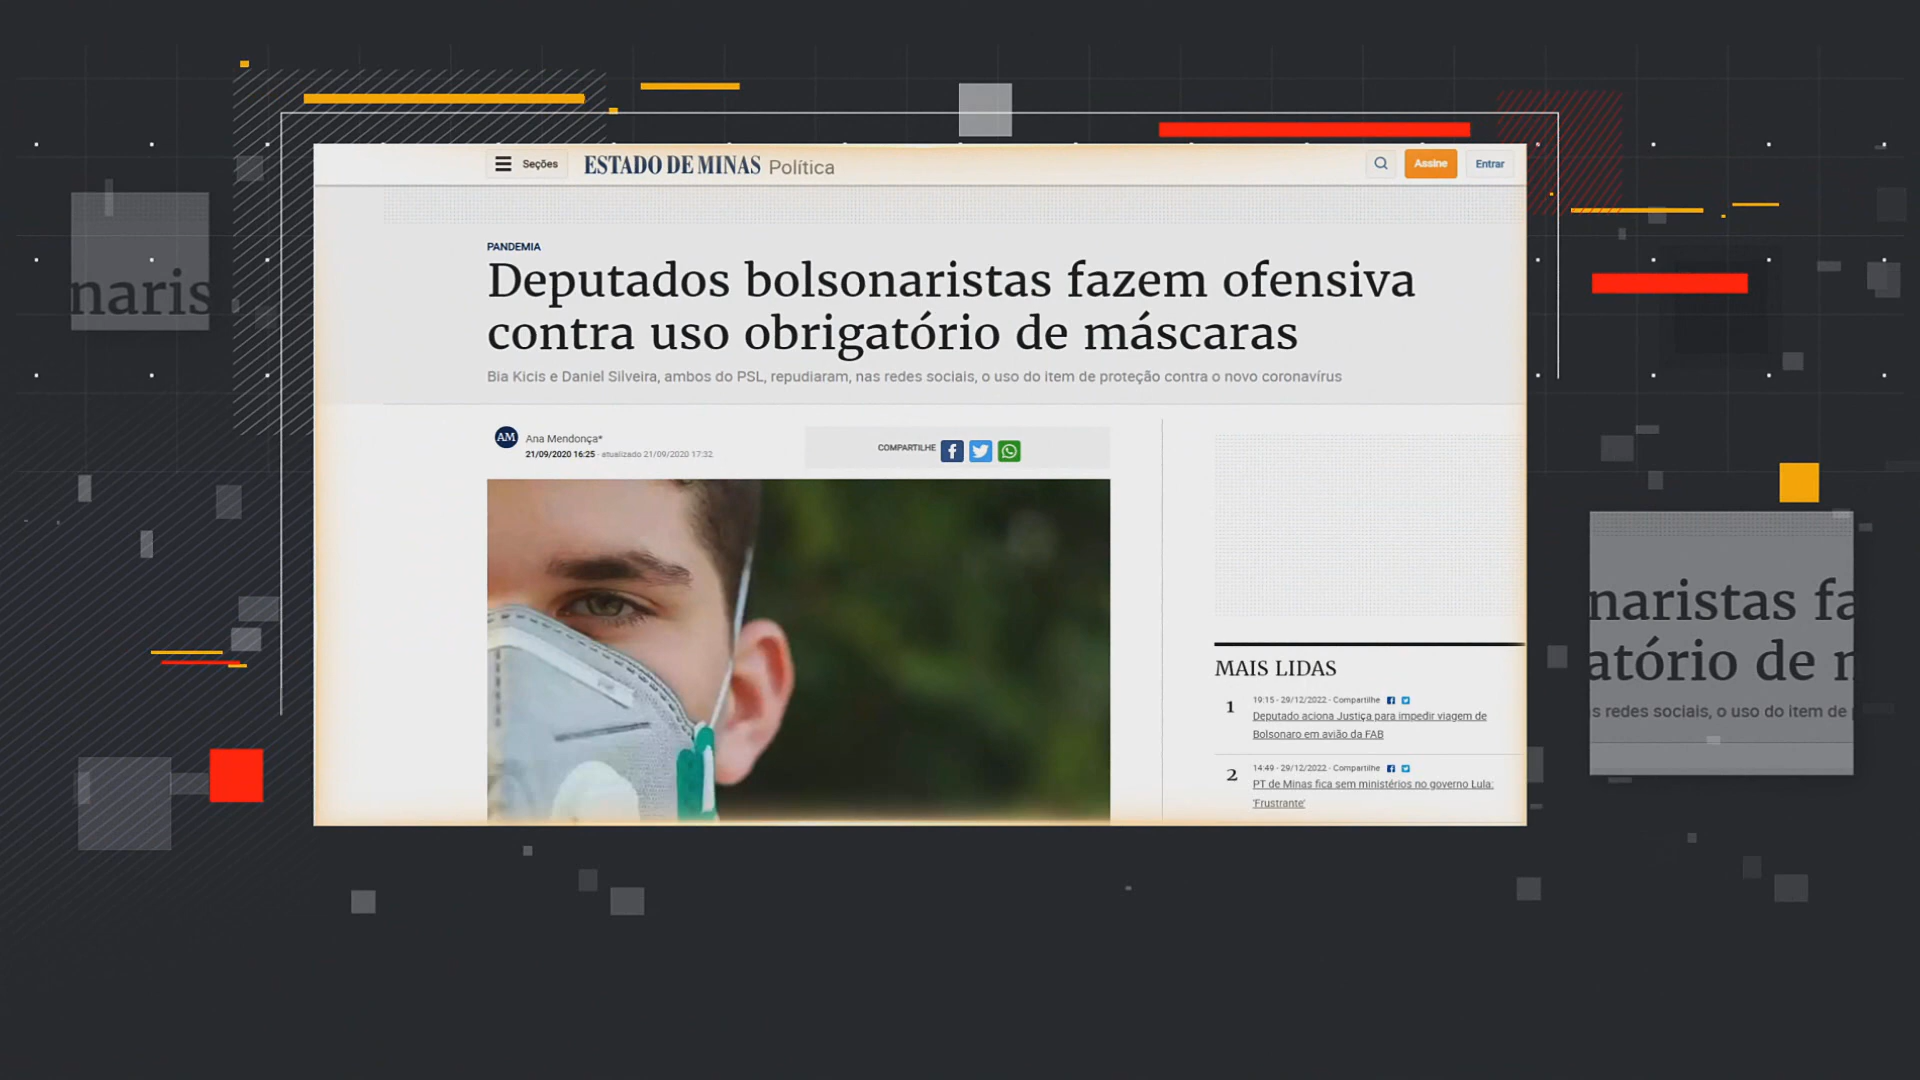 Seções
ESTADO DE MINAS Política
Assine
Entrar
PANDEMIA
Deputados bolsonaristas fazem ofensiva
contra uso obrigatório de máscaras
Bia Kicis e Daniel Silveira, ambos do PSL, repudiaram, nas redes sociais, o uso do item de proteção contra o novo coronavírus
AM
Ana Mendonça*
21/09/2020 16:25 - atualizado 21/09/2020 17:32
COMPARTILHE
MAIS LIDAS
1
19:15 - 29/12/2022 - Compartilhe
Deputado aciona Justiça para impedir viagem de
Bolsonaro em avião da FAB
2
14:49 - 29/12/2022 - Compartilhe
PT de Minas fica sem ministérios no governo Lula:
'Frustrante'
naris
naristas fa
atório de
s redes sociais, o uso do item de